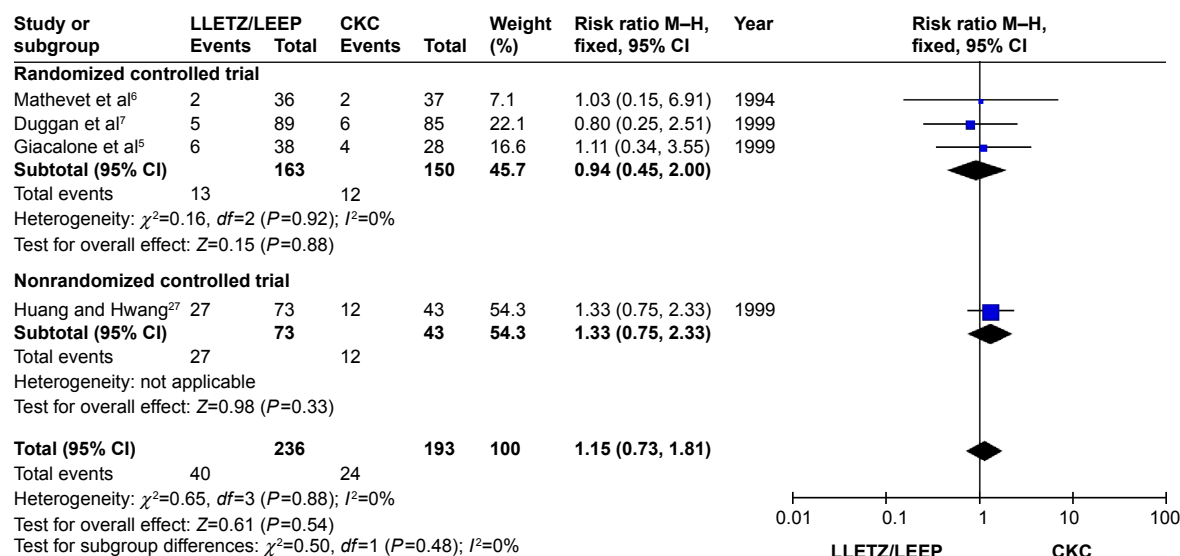 Study or subgroup LLETZ/LEEP Events Total CKC Events Total Weight (%) Risk ratio M–H, fixed, 95% CI Year Risk ratio M–H, fixed, 95% CI
Randomized controlled trial
Mathevet et al⁶ 2 36 2 37 7.1 1.03 (0.15, 6.91) 1994
Duggan et al⁷ 5 89 6 85 22.1 0.80 (0.25, 2.51) 1999
Giacalone et al⁵ 6 38 4 28 16.6 1.11 (0.34, 3.55) 1999
Subtotal (95% CI) 163 150 45.7 0.94 (0.45, 2.00)
Total events 13 12
Heterogeneity: χ²=0.16, df=2 (P=0.92); I²=0%
Test for overall effect: Z=0.15 (P=0.88)
Nonrandomized controlled trial
Huang and Hwang²⁷ 27 73 12 43 54.3 1.33 (0.75, 2.33) 1999
Subtotal (95% CI) 73 43 54.3 1.33 (0.75, 2.33)
Total events 27 12
Heterogeneity: not applicable
Test for overall effect: Z=0.98 (P=0.33)
Total (95% CI) 236 193 100 1.15 (0.73, 1.81)
Total events 40 24
Heterogeneity: χ²=0.65, df=3 (P=0.88); I²=0%
Test for overall effect: Z=0.61 (P=0.54)
Test for subgroup differences: χ²=0.50, df=1 (P=0.48); I²=0%
0.01 0.1 1 10 100
LLETZ/LEEP CKC